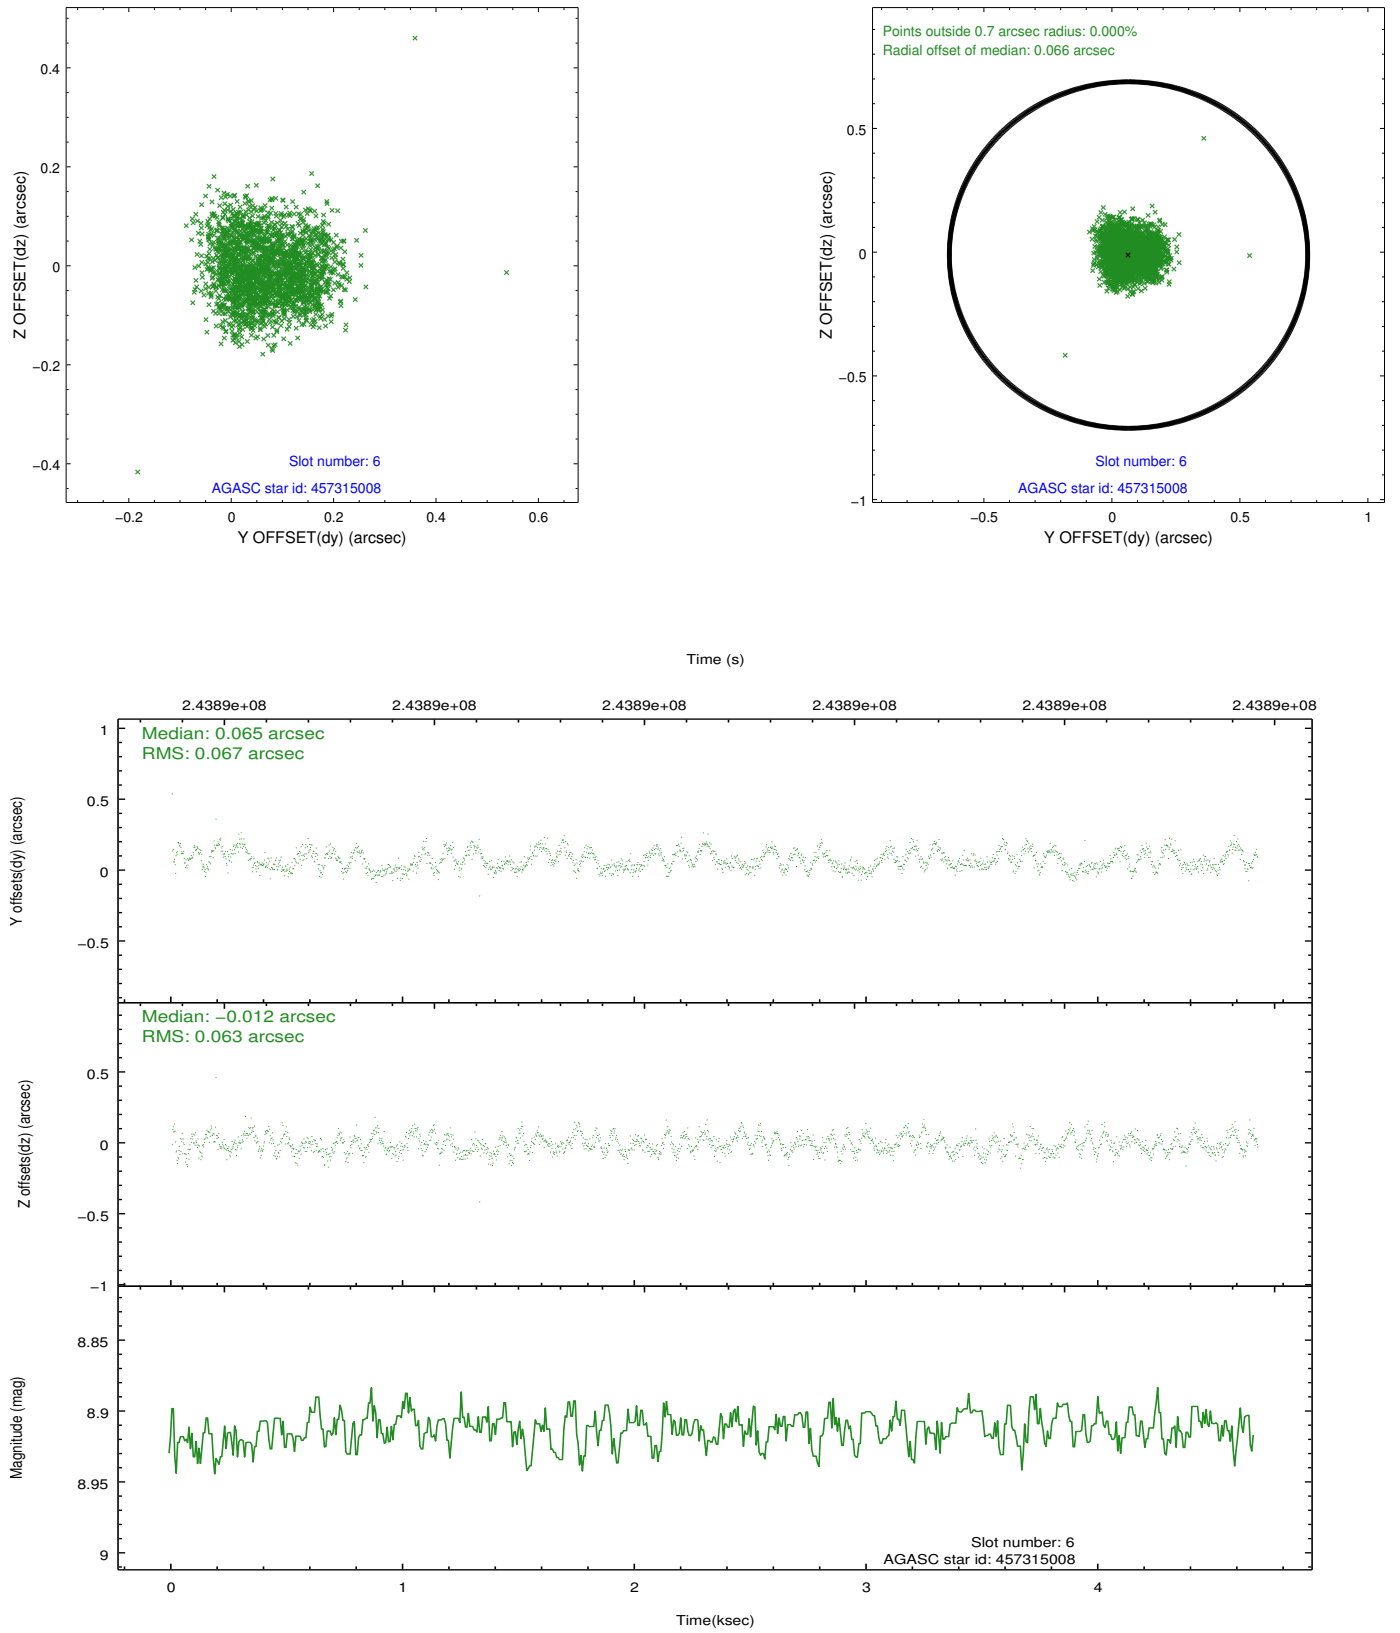 0.4
0.2
0
−0.2
−0.4
Z OFFSET(dz) (arcsec)
Slot number: 6
AGASC star id: 457315008
−0.2 0 0.2 0.4 0.6
Y OFFSET(dy) (arcsec)
Points outside 0.7 arcsec radius: 0.000%
Radial offset of median: 0.066 arcsec
0.5
0
−0.5
−1
Z OFFSET(dz) (arcsec)
Slot number: 6
AGASC star id: 457315008
−0.5 0 0.5 1
Y OFFSET(dy) (arcsec)
Time (s)
2.4389e+08 2.4389e+08 2.4389e+08 2.4389e+08 2.4389e+08 2.4389e+08
Median: 0.065 arcsec
RMS: 0.067 arcsec
1
0.5
0
−0.5
Y offsets(dy) (arcsec)
Median: −0.012 arcsec
RMS: 0.063 arcsec
0.5
0
−0.5
−1
Z offsets(dz) (arcsec)
8.85
8.9
8.95
9
Magnitude (mag)
Slot number: 6
AGASC star id: 457315008
0 1 2 3 4
Time(ksec)